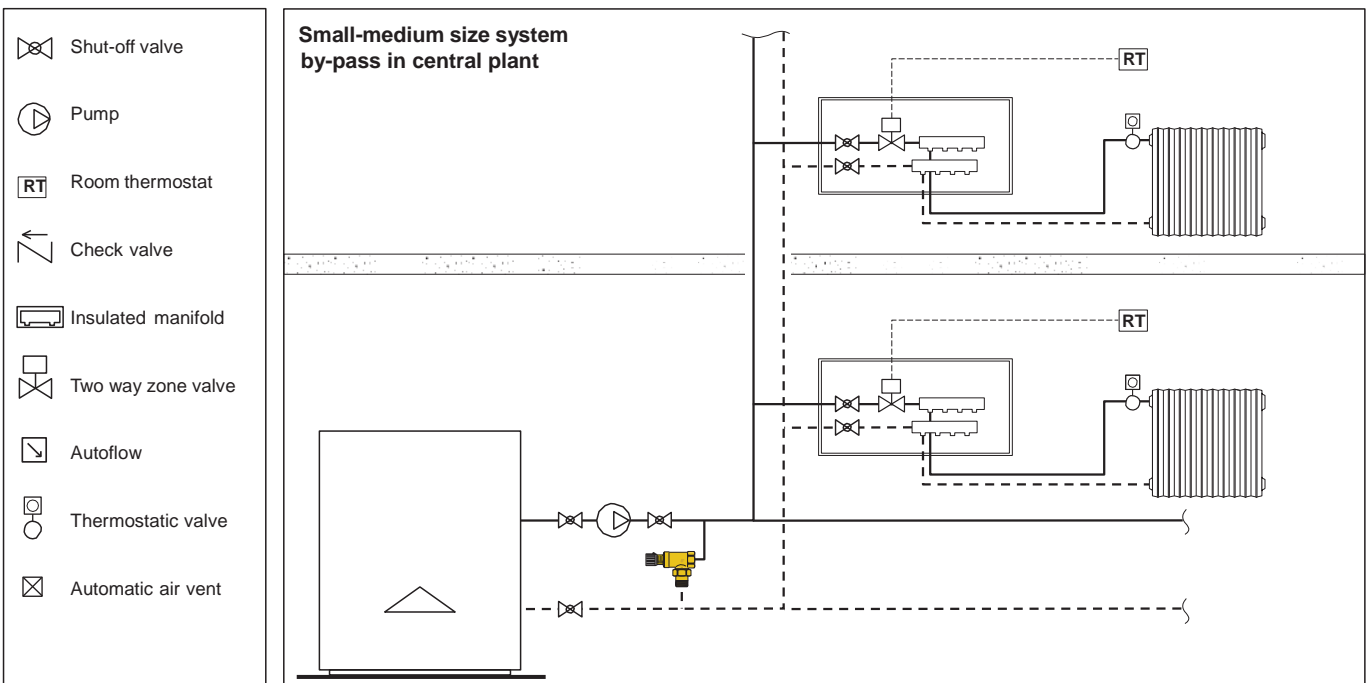 Shut-off valve
Pump
RT Room thermostat
Check valve
Insulated manifold
Two way zone valve
Autoflow
Thermostatic valve
Automatic air vent
Small-medium size system
by-pass in central plant
RT
RT